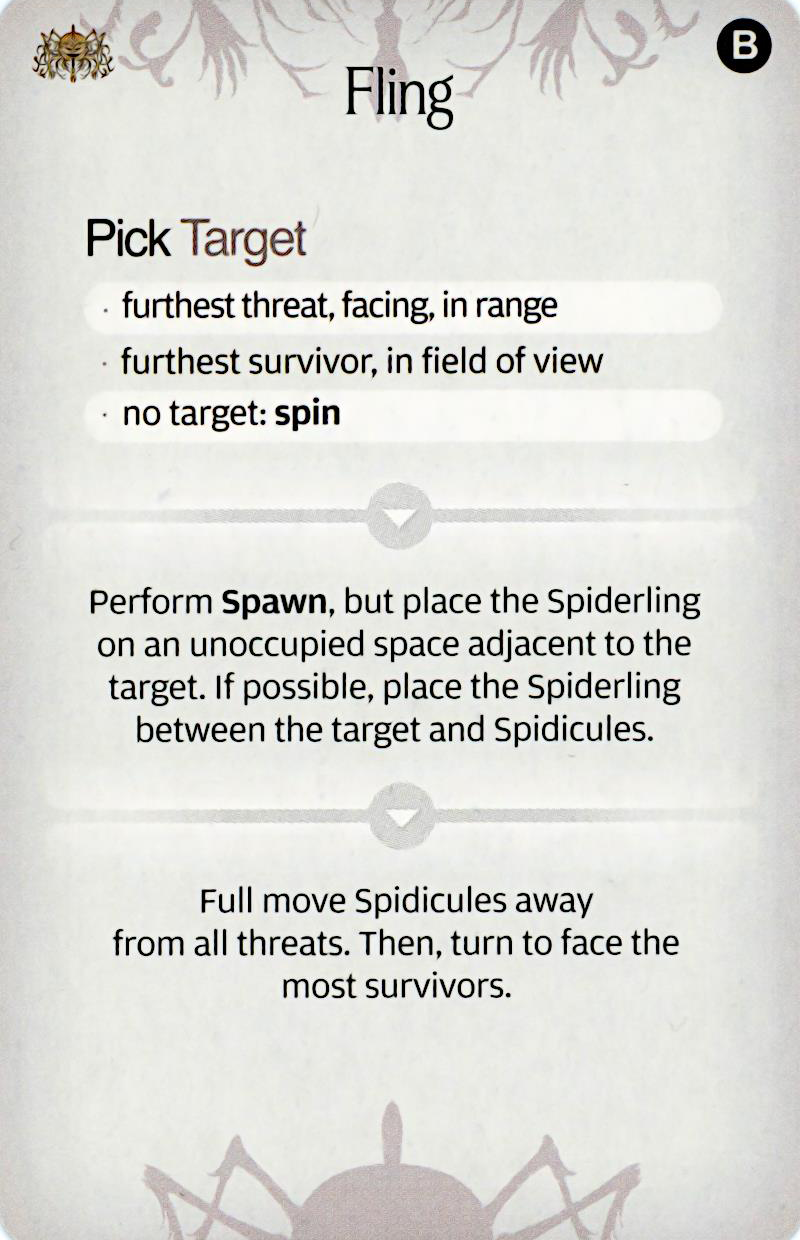 B
Fling
Pick Target
· furthest threat, facing, in range
· furthest survivor, in field of view
· no target: spin
Perform Spawn, but place the Spiderling
on an unoccupied space adjacent to the
target. If possible, place the Spiderling
between the target and Spidicules.
Full move Spidicules away
from all threats. Then, turn to face the
most survivors.